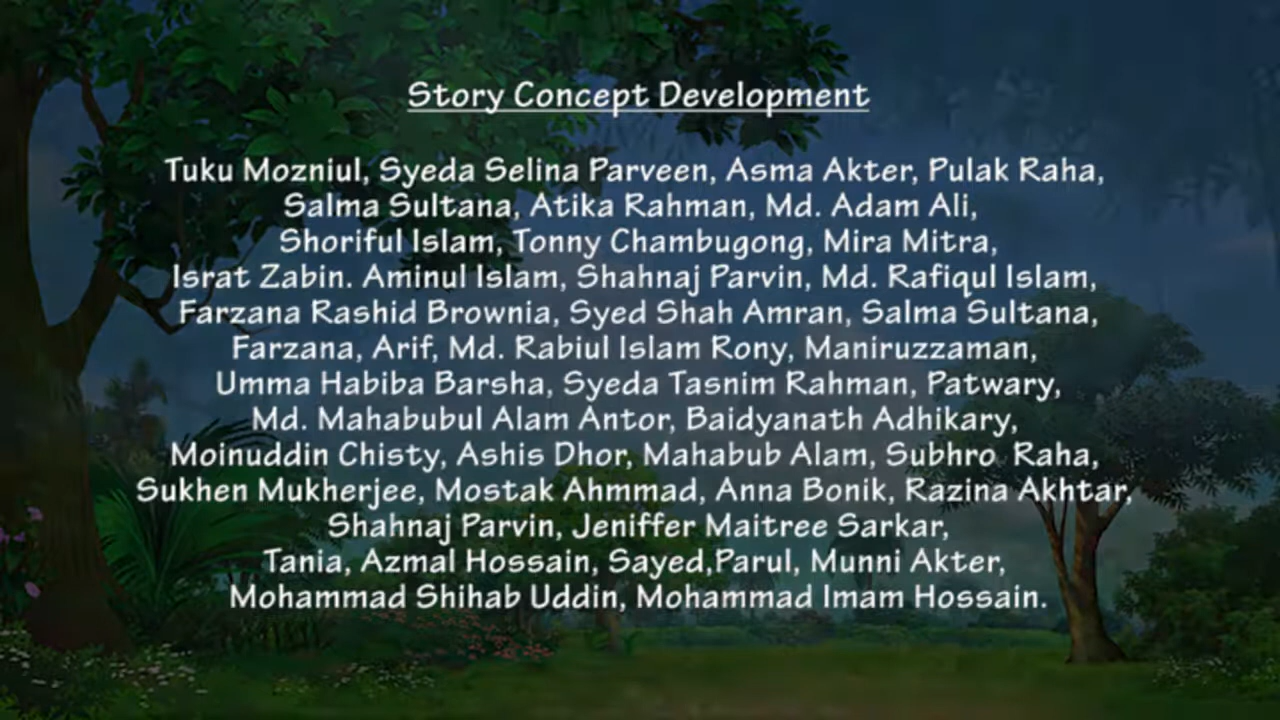 Story Concept Development
Tuku Mozniul, Syeda Selina Parveen, Asma Akter, Pulak Raha,
Salma Sultana, Atika Rahman, Md. Adam Ali,
Shoriful Islam, Tonny Chambugong, Mira Mitra,
Israt Zabin. Aminul Islam, Shahnaj Parvin, Md. Rafiqul Islam,
Farzana Rashid Brownia, Syed Shah Amran, Salma Sultana,
Farzana, Arif, Md. Rabiul Islam Rony, Maniruzzaman,
Umma Habiba Barsha, Syeda Tasnim Rahman, Patwary,
Md. Mahabubul Alam Antor, Baidyanath Adhikary,
Moinuddin Chisty, Ashis Dhor, Mahabub Alam, Subhro  Raha,
Sukhen Mukherjee, Mostak Ahmmad, Anna Bonik, Razina Akhtar,
Shahnaj Parvin, Jeniffer Maitree Sarkar,
Tania, Azmal Hossain, Sayed,Parul, Munni Akter,
Mohammad Shihab Uddin, Mohammad Imam Hossain.